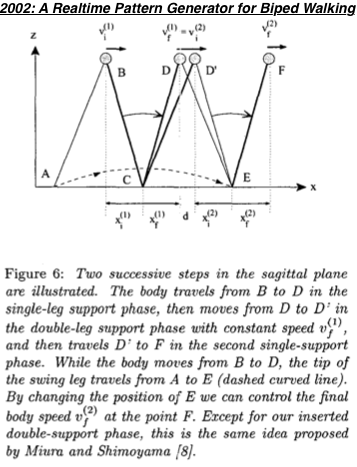 2002: A Realtime Pattern Generator for Biped Walking
z
v_i^(1)
v_f^(1) = v_i^(2)
v_f^(2)
B
D
D'
F
A
C
E
x
x_i^(1)
x_f^(1)
d
x_i^(2)
x_f^(2)
Figure 6: Two successive steps in the sagittal plane
are illustrated. The body travels from B to D in the
single-leg support phase, then moves from D to D' in
the double-leg support phase with constant speed v_f^(1),
and then travels D' to F in the second single-support
phase. While the body moves from B to D, the tip of
the swing leg travels from A to E (dashed curved line).
By changing the position of E we can control the final
body speed v_f^(2) at the point F. Except for our inserted
double-support phase, this is the same idea proposed
by Miura and Shimoyama [8].